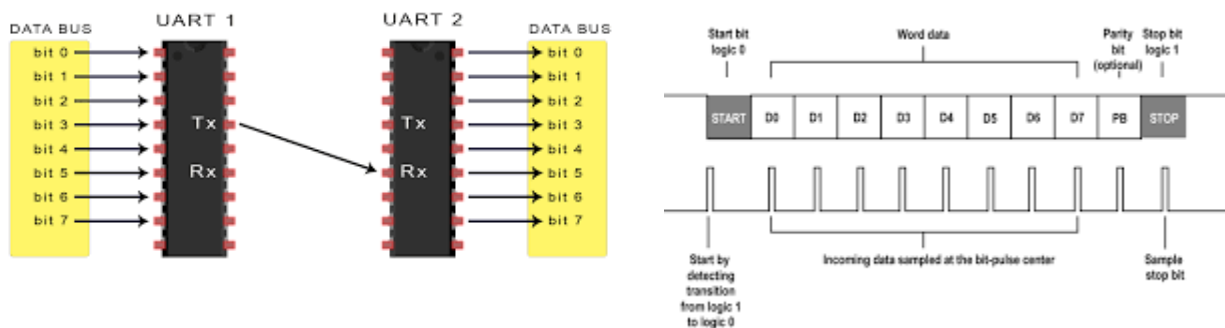 UART 1
UART 2
DATA BUS
DATA BUS
bit 0
bit 1
bit 2
bit 3
bit 4
bit 5
bit 6
bit 7
Tx
Rx
Tx
Rx
bit 0
bit 1
bit 2
bit 3
bit 4
bit 5
bit 6
bit 7
Start bit
logic 0
Word data
Parity
bit
(optional)
Stop bit
logic 1
START D0 D1 D2 D3 D4 D5 D6 D7 PB STOP
Start by
detecting
transition
from logic 1
to logic 0
Incoming data sampled at the bit-pulse center
Sample
stop bit